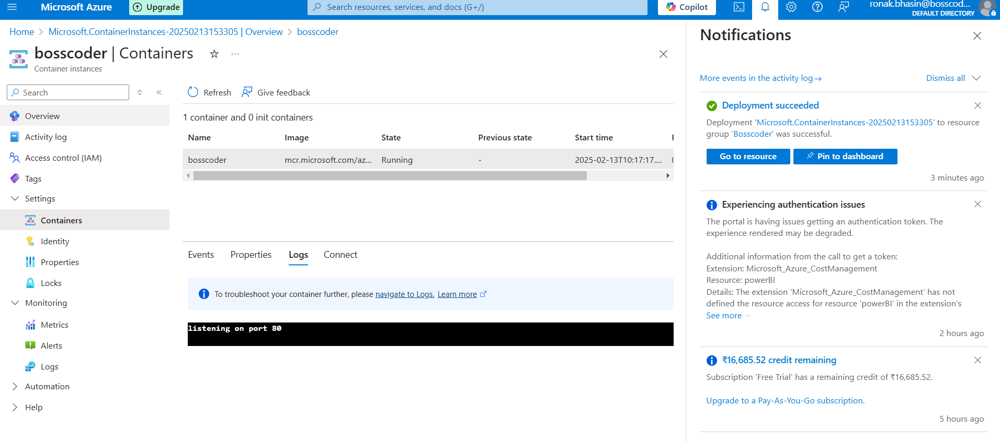 Microsoft Azure
Upgrade
Search resources, services, and docs (G+/)
Copilot
ronak.bhasin@bosscod...
DEFAULT DIRECTORY
Home > Microsoft.ContainerInstances-20250213153305 | Overview > bosscoder
bosscoder | Containers
...
Container instances
Search
Overview
Activity log
Access control (IAM)
Tags
Settings
Containers
Identity
Properties
Locks
Monitoring
Metrics
Alerts
Logs
Automation
Help
Refresh
Give feedback
1 container and 0 init containers
Name Image State Previous state Start time
bosscoder mcr.microsoft.com/az... Running - 2025-02-13T10:17:17....
Events Properties Logs Connect
To troubleshoot your container further, please navigate to Logs. Learn more
listening on port 80
Notifications
More events in the activity log→
Dismiss all
Deployment succeeded
Deployment 'Microsoft.ContainerInstances-20250213153305' to resource
group 'Bosscoder' was successful.
Go to resource
Pin to dashboard
3 minutes ago
Experiencing authentication issues
The portal is having issues getting an authentication token. The
experience rendered may be degraded.
Additional information from the call to get a token:
Extension: Microsoft_Azure_CostManagement
Resource: powerBI
Details: The extension 'Microsoft_Azure_CostManagement' has not
defined the resource access for resource 'powerBI' in the extension's
See more
2 hours ago
₹16,685.52 credit remaining
Subscription 'Free Trial' has a remaining credit of ₹16,685.52.
Upgrade to a Pay-As-You-Go subscription.
5 hours ago